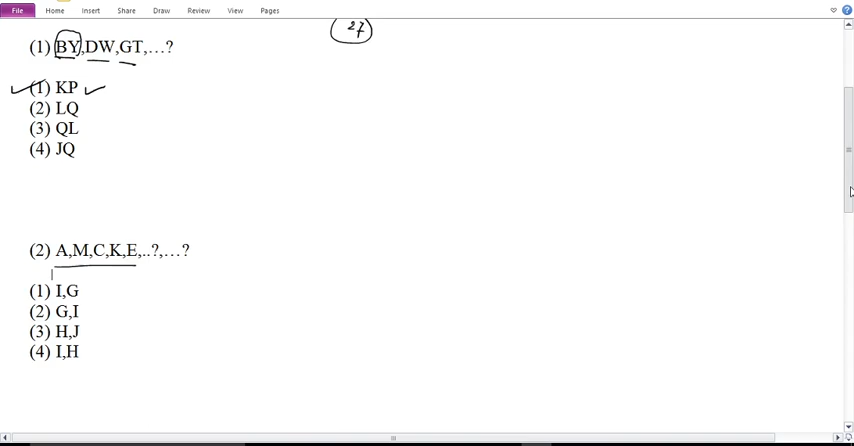 File Home Insert Share Draw Review View Pages
27
(1) BY,DW,GT,…?
(1) KP
(2) LQ
(3) QL
(4) JQ
(2) A,M,C,K,E,..?,…?
(1) I,G
(2) G,I
(3) H,J
(4) I,H